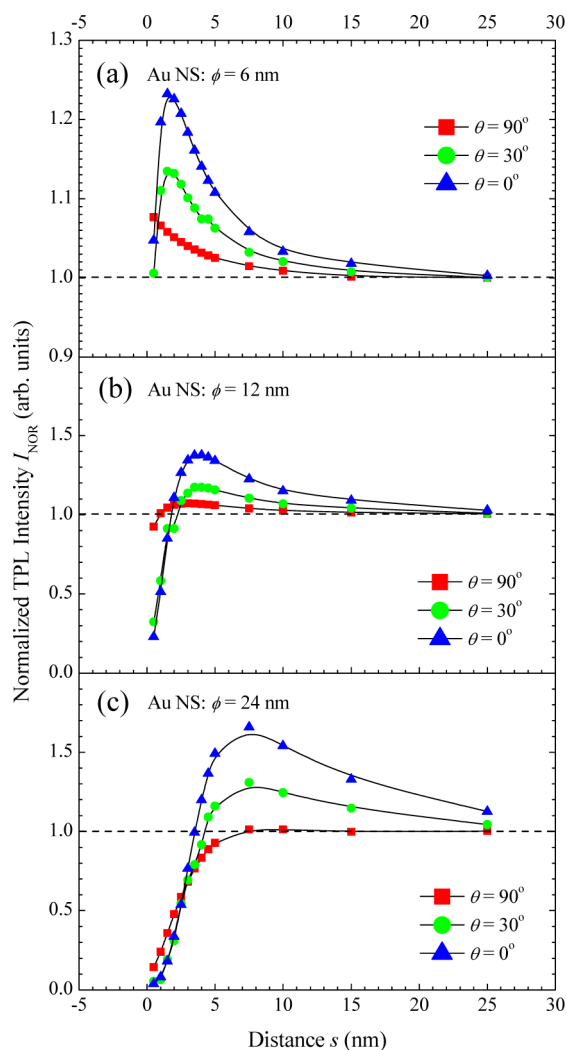 -5 0 5 10 15 20 25 30
1.3
(a) Au NS: ϕ = 6 nm
1.2
θ = 90°
θ = 30°
θ = 0°
1.1
1.0
0.9
Normalized TPL Intensity I_NOR (arb. units)
(b) Au NS: ϕ = 12 nm
1.5
1.0
θ = 90°
θ = 30°
θ = 0°
0.5
0.0
(c) Au NS: ϕ = 24 nm
1.5
1.0
θ = 90°
θ = 30°
θ = 0°
0.5
0.0
-5 0 5 10 15 20 25 30
Distance s (nm)